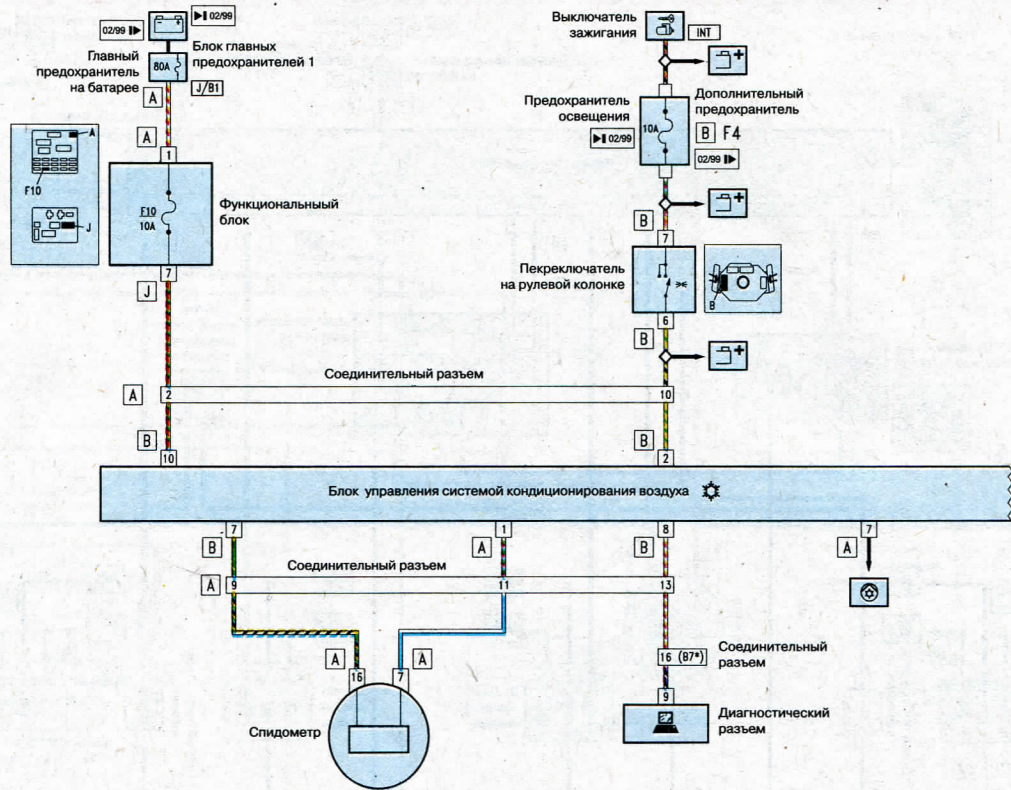 02/99
02/99
Главный
предохранитель
на батарее
80A
Блок главных
предохранителей 1
J/B1
A
A
1
A
F10
J
F10
10A
Функциональный
блок
7
J
Выключатель
зажигания
INT
+
Предохранитель
освещения
02/99
10A
Дополнительный
предохранитель
B F4
02/99
+
B
7
Пекреключатель
на рулевой колонке
B
6
B
+
Соединительный разъем
A
2
10
B
10
B
2
Блок управления системой кондиционирования воздуха
7
1
8
7
B
A
B
A
Соединительный разъем
A
9
11
13
16 (B7*)
Соединительный
разъем
A
16
7
A
9
Спидометр
Диагностический
разъем